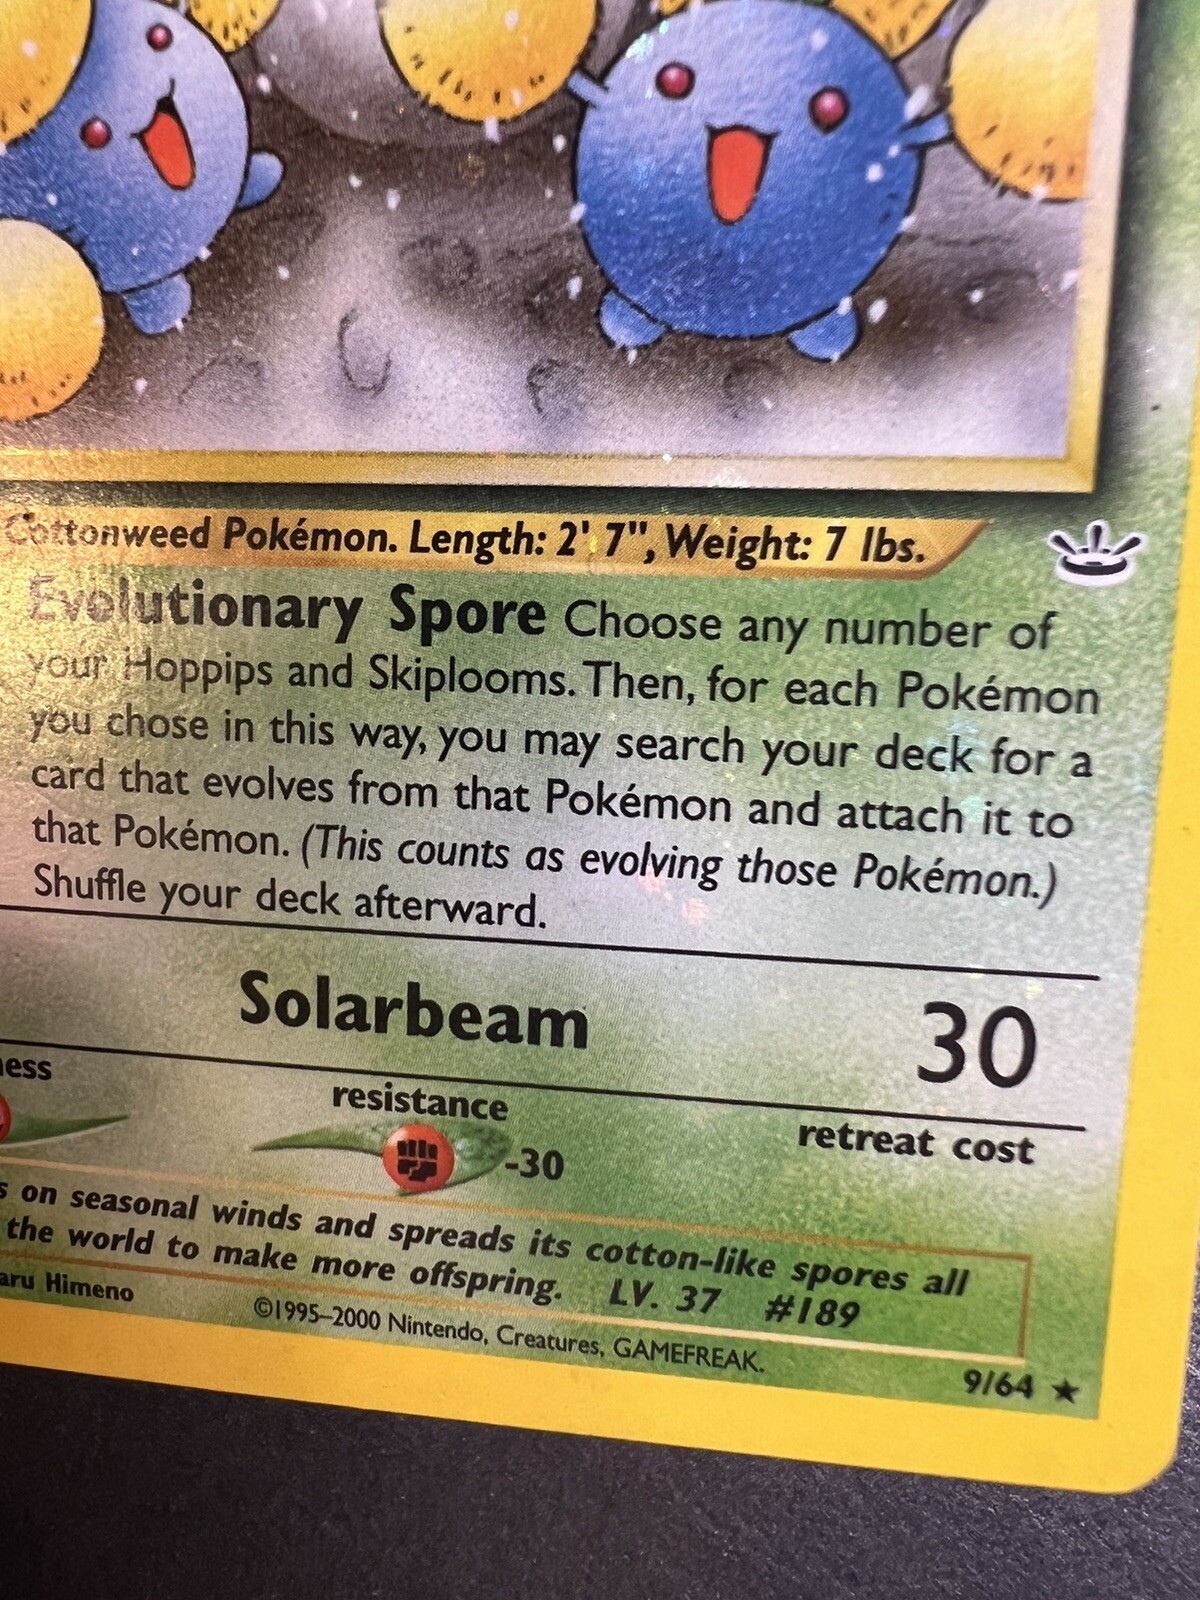 Cottonweed Pokémon. Length: 2' 7", Weight: 7 lbs.
Evolutionary Spore Choose any number of
your Hoppips and Skiplooms. Then, for each Pokémon
you chose in this way, you may search your deck for a
card that evolves from that Pokémon and attach it to
that Pokémon. (This counts as evolving those Pokémon.)
Shuffle your deck afterward.
Solarbeam 30
resistance
retreat cost
-30
on seasonal winds and spreads its cotton-like spores all
the world to make more offspring. LV. 37 #189
Himeno
©1995–2000 Nintendo, Creatures, GAMEFREAK.
9/64 ★